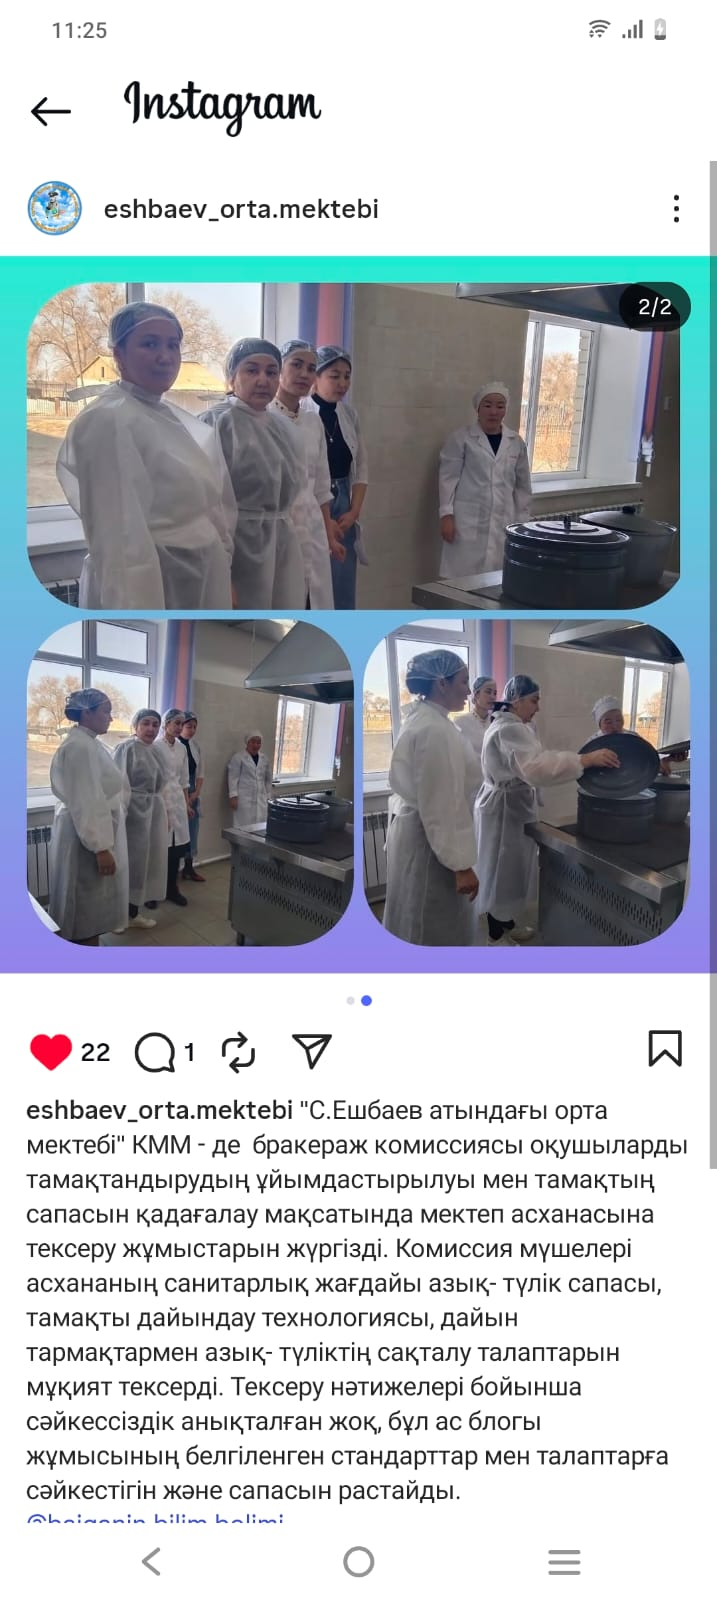 11:25
Instagram
eshbaev_orta.mektebi
2/2
22
1
eshbaev_orta.mektebi "С.Ешбаев атындағы орта
мектебі" КММ - де бракераж комиссиясы оқушыларды
тамақтандырудың ұйымдастырылуы мен тамақтың
сапасын қадағалау мақсатында мектеп асханасына
тексеру жұмыстарын жүргізді. Комиссия мүшелері
асхананың санитарлық жағдайы азық- түлік сапасы,
тамақты дайындау технологиясы, дайын
тармақтармен азық- түліктің сақталу талаптарын
мұқият тексерді. Тексеру нәтижелері бойынша
сәйкессіздік анықталған жоқ, бұл ас блогы
жұмысының белгіленген стандарттар мен талаптарға
сәйкестігін және сапасын растайды.
@baiganin.bilim.bolimi